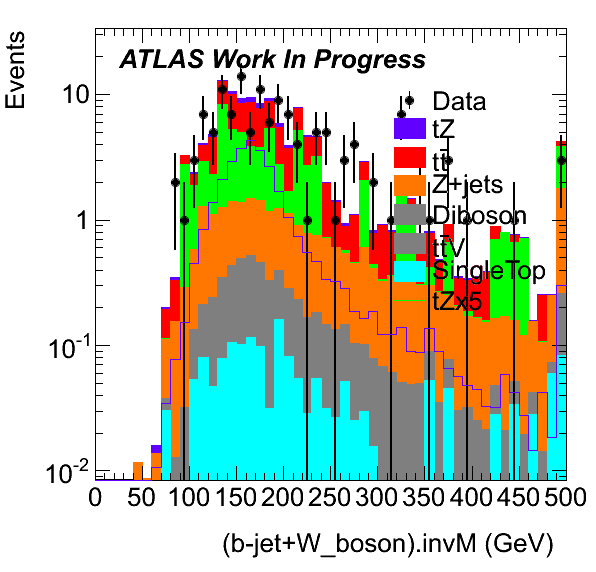 Events
ATLAS Work In Progress
Data
tZ
tt̄
Z+jets
Diboson
tt̄V
SingleTop
tZx5
10
1
10⁻¹
10⁻²
0 50 100 150 200 250 300 350 400 450 500
(b-jet+W_boson).invM (GeV)